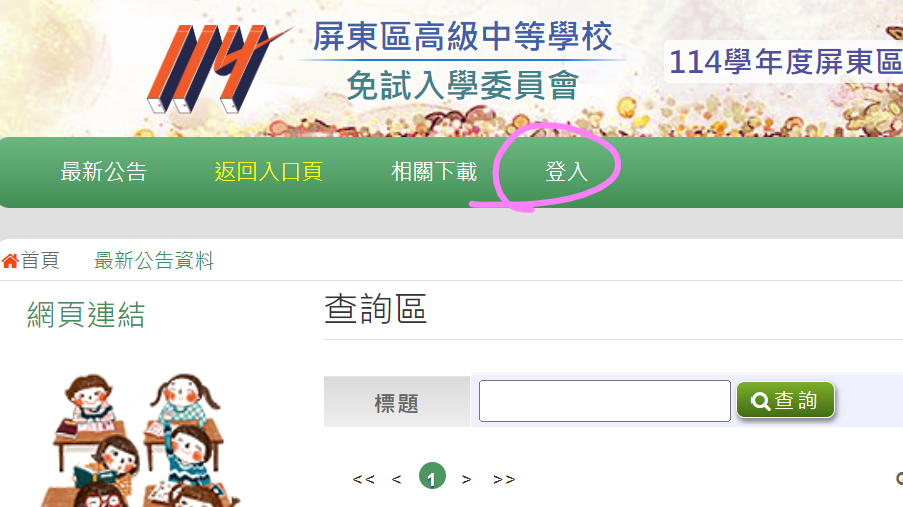 114
屏東區高級中等學校
免試入學委員會
114學年度屏東區
最新公告 返回入口頁 相關下載 登入
首頁 最新公告資料
網頁連結
查詢區
標題 查詢
<< < 1 > >>